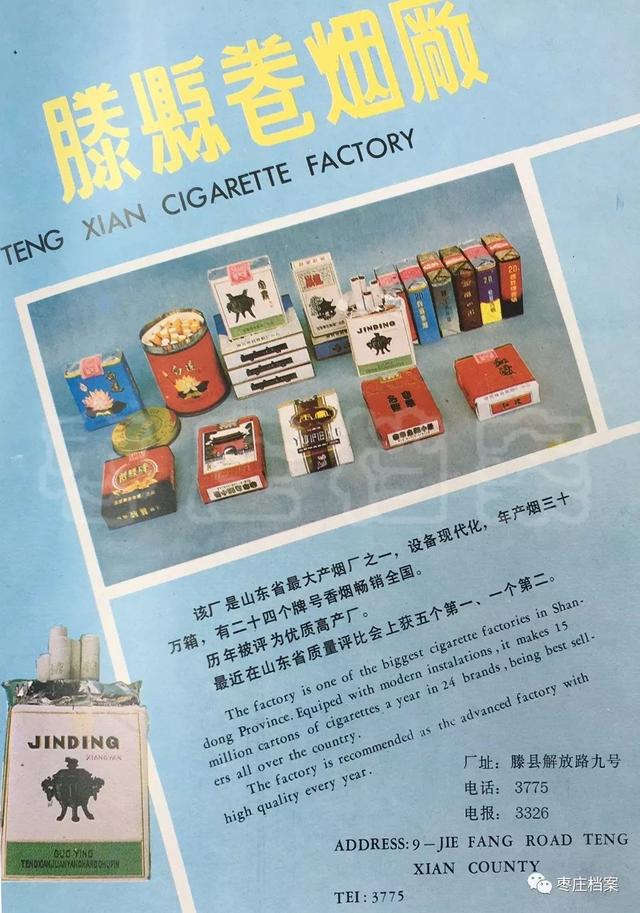 滕縣卷烟廠
TENG XIAN CIGARETTE FACTORY
JINDING
20
该厂是山东省最大产烟厂之一，设备现代化，年产烟三十
万箱，有二十四个牌号香烟畅销全国。
历年被评为优质高产厂。
最近在山东省质量评比会上获五个第一、一个第二。
The factory is one of the biggest cigarette factories in Shan-
dong Province. Equiped with modern instalations, it makes 15
million cartons of cigarettes a year in 24 brands, being best sell-
ers all over the country.
The factory is recommended as the advanced factory with
high quality every year.
JINDING
XIANGYAN
GUO YING
TENGXIANJUANYANCHANGCHUPIN
厂址：滕县解放路九号
电话：3775
电报：3326
ADDRESS:9—JIE FANG ROAD TENG
XIAN COUNTY
TEI: 3775
枣庄档案